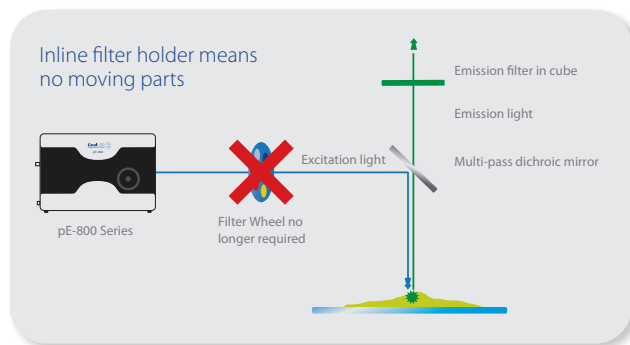 Inline filter holder means
no moving parts
Emission filter in cube
Emission light
Excitation light
Multi-pass dichroic mirror
Filter Wheel no
longer required
pE-800 Series